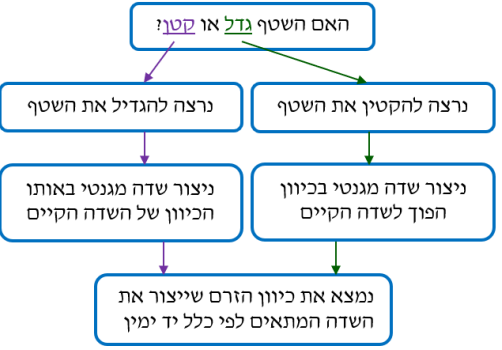 האם השטף גדל או קטן?
נרצה להקטין את השטף
נרצה להגדיל את השטף
ניצור שדה מגנטי בכיוון
הפוך לשדה הקיים
ניצור שדה מגנטי באותו
הכיוון של השדה הקיים
נמצא את כיוון הזרם שייצור את
השדה המתאים לפי כלל יד ימין